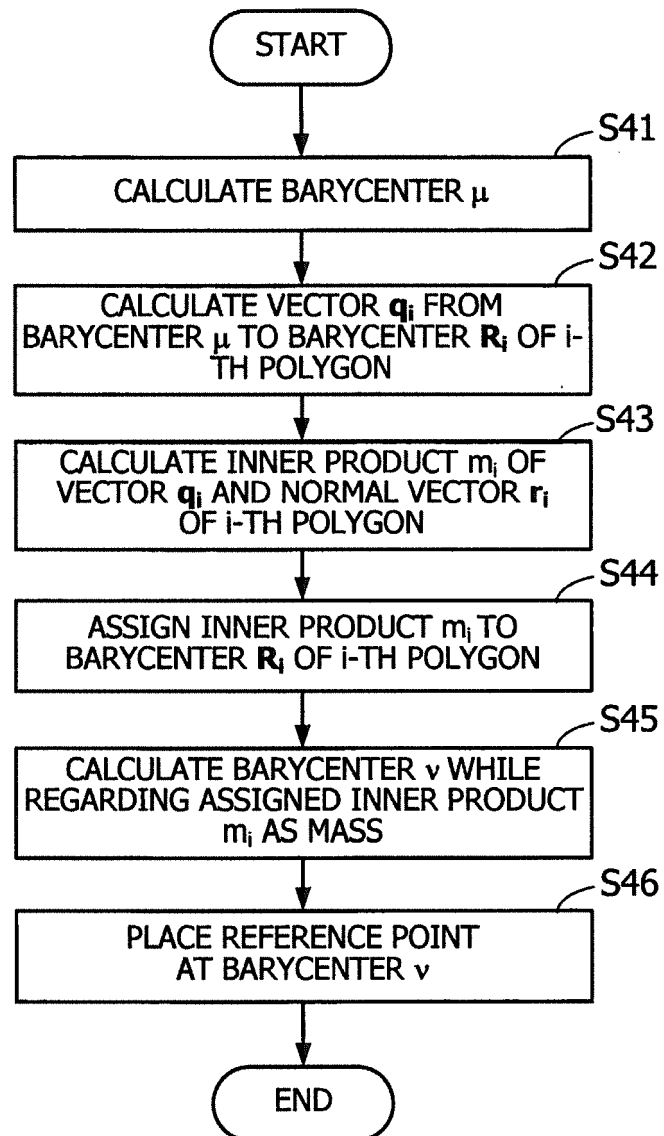 START
S41
CALCULATE BARYCENTER μ
S42
CALCULATE VECTOR qi FROM
BARYCENTER μ TO BARYCENTER Ri OF i-
TH POLYGON
S43
CALCULATE INNER PRODUCT mi OF
VECTOR qi AND NORMAL VECTOR ri
OF i-TH POLYGON
S44
ASSIGN INNER PRODUCT mi TO
BARYCENTER Ri OF i-TH POLYGON
S45
CALCULATE BARYCENTER ν WHILE
REGARDING ASSIGNED INNER PRODUCT
mi AS MASS
S46
PLACE REFERENCE POINT
AT BARYCENTER ν
END